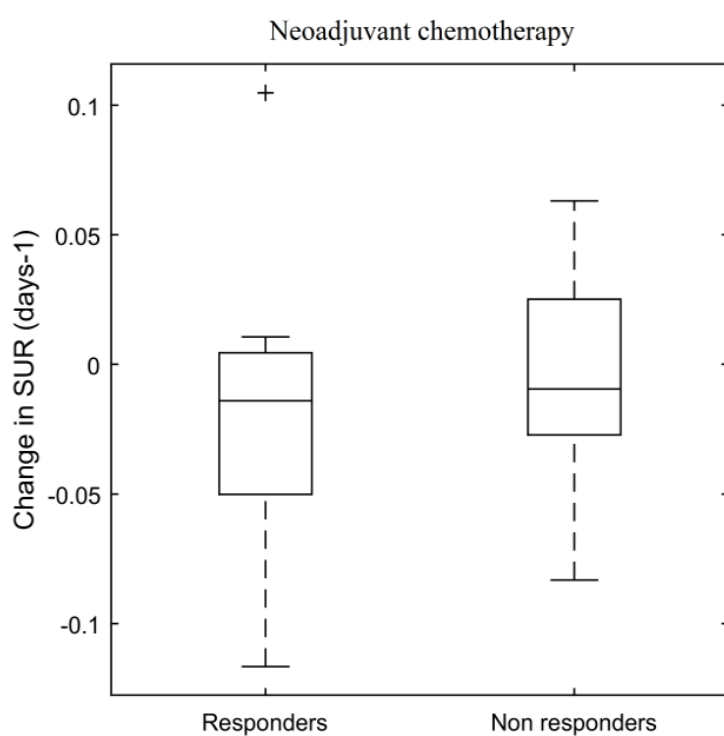 Neoadjuvant chemotherapy
Change in SUR (days-1)
0.1
0.05
0
-0.05
-0.1
Responders
Non responders